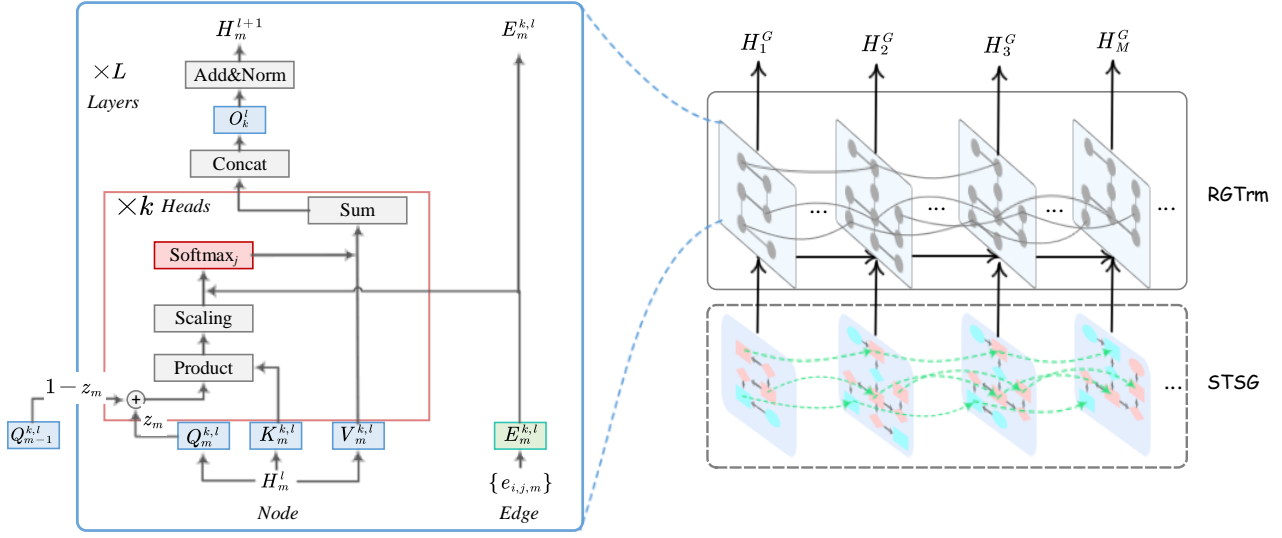 H_m^{l+1}
E_m^{k,l}
×L
Layers
Add&Norm
O_k^l
Concat
×k Heads
Sum
Softmax_j
Scaling
Product
1 − z_m
+
z_m
Q_{m−1}^{k,l}
Q_m^{k,l}
K_m^{k,l}
V_m^{k,l}
E_m^{k,l}
H_m^l
{e_{i,j,m}}
Node
Edge
H_1^G
H_2^G
H_3^G
H_M^G
... ... ... ...
RGTrm
...
STSG